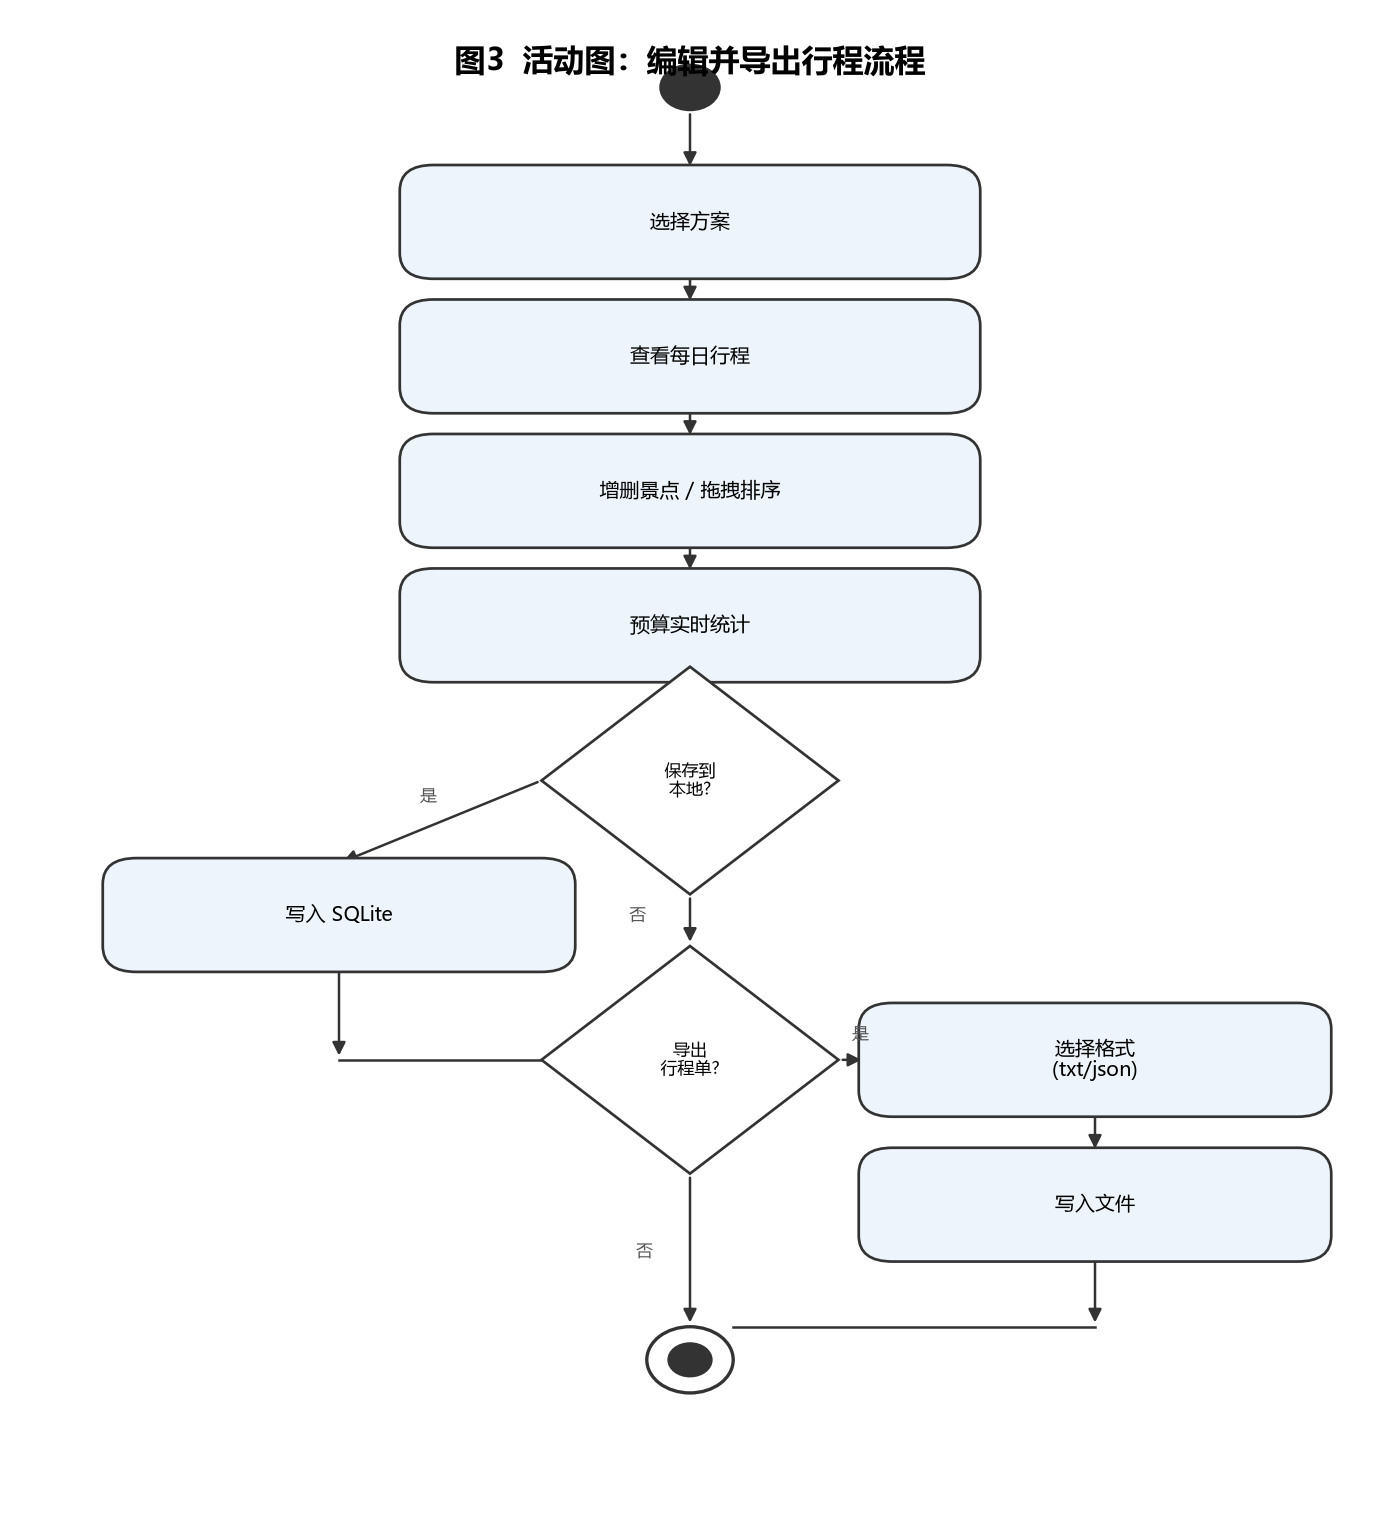 图3  活动图：编辑并导出行程流程
选择方案
查看每日行程
增删景点 / 拖拽排序
预算实时统计
保存到
本地?
是
写入 SQLite
否
导出
行程单?
是
选择格式
(txt/json)
写入文件
否